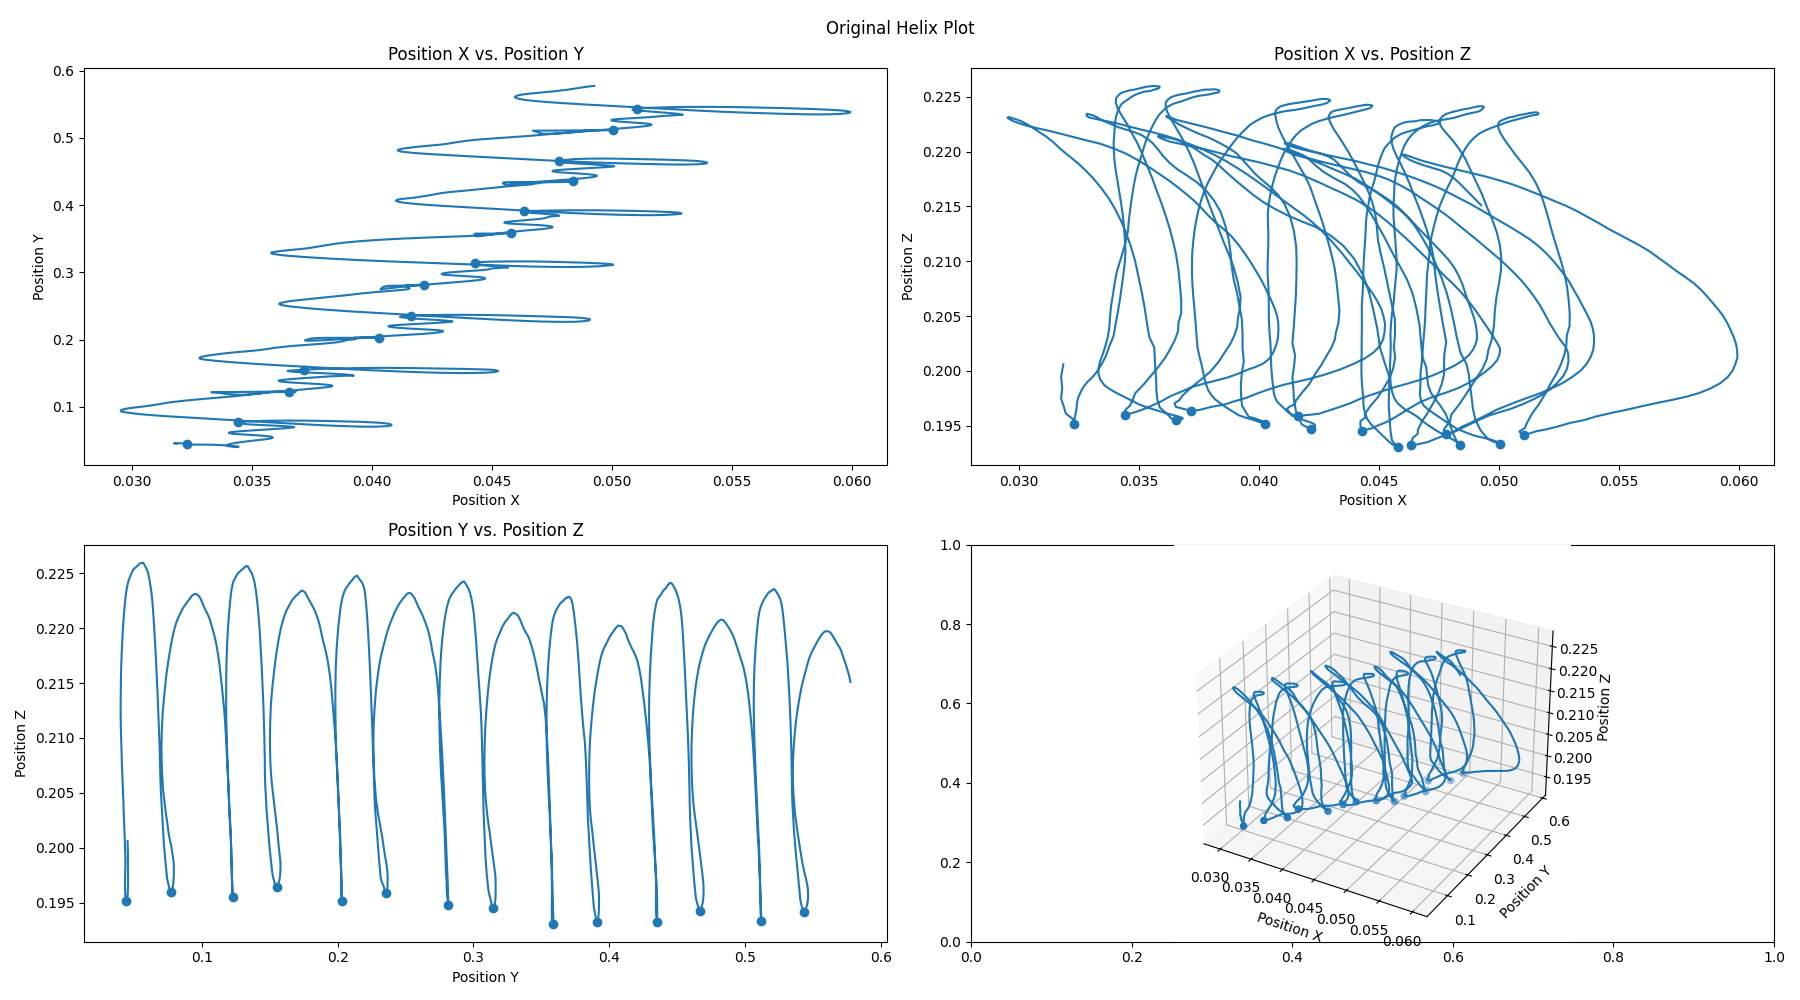 Original Helix Plot
Position X vs. Position Y
0.6
0.5
0.4
0.3
0.2
0.1
Position Y
0.030 0.035 0.040 0.045 0.050 0.055 0.060
Position X
Position X vs. Position Z
0.225
0.220
0.215
0.210
0.205
0.200
0.195
Position Z
0.030 0.035 0.040 0.045 0.050 0.055 0.060
Position X
Position Y vs. Position Z
0.225
0.220
0.215
0.210
0.205
0.200
0.195
Position Z
0.1 0.2 0.3 0.4 0.5 0.6
Position Y
1.0
0.8
0.6
0.4
0.2
0.0
0.0 0.2 0.4 0.6 0.8 1.0
0.225
0.220
0.215
0.210
0.205
0.200
0.195
Position Z
0.6
0.5
0.4
0.3
0.2
0.1
Position Y
0.030
0.035
0.040
0.045
0.050
0.055
0.060
Position X